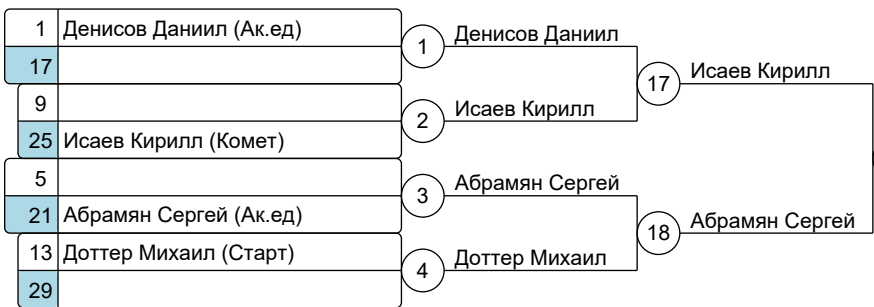 1 Денисов Даниил (Ак.ед)
17
1 Денисов Даниил
9
25 Исаев Кирилл (Комет)
2 Исаев Кирилл
17 Исаев Кирилл
5
21 Абрамян Сергей (Ак.ед)
3 Абрамян Сергей
13 Доттер Михаил (Старт)
29
4 Доттер Михаил
18 Абрамян Сергей